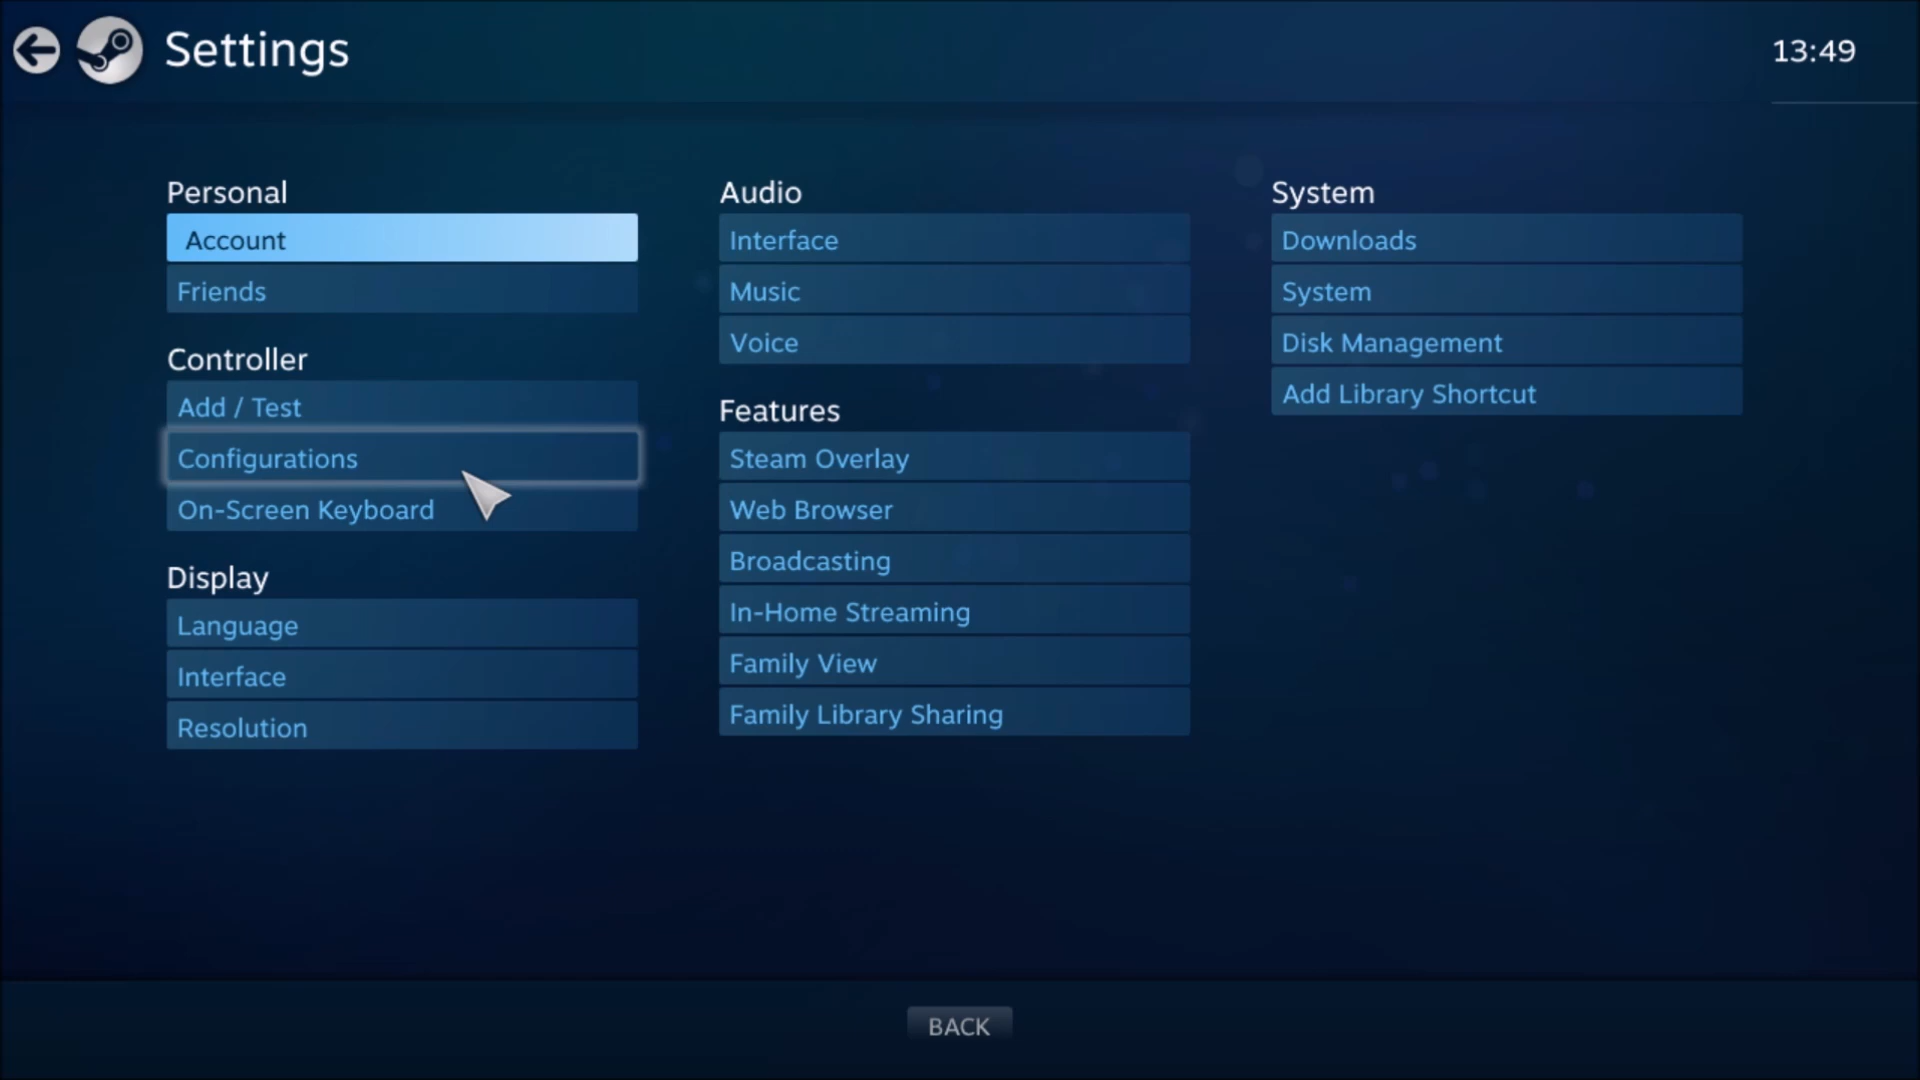 Settings
13:49
Personal
Account
Friends
Controller
Add / Test
Configurations
On-Screen Keyboard
Display
Language
Interface
Resolution
Audio
Interface
Music
Voice
Features
Steam Overlay
Web Browser
Broadcasting
In-Home Streaming
Family View
Family Library Sharing
System
Downloads
System
Disk Management
Add Library Shortcut
BACK